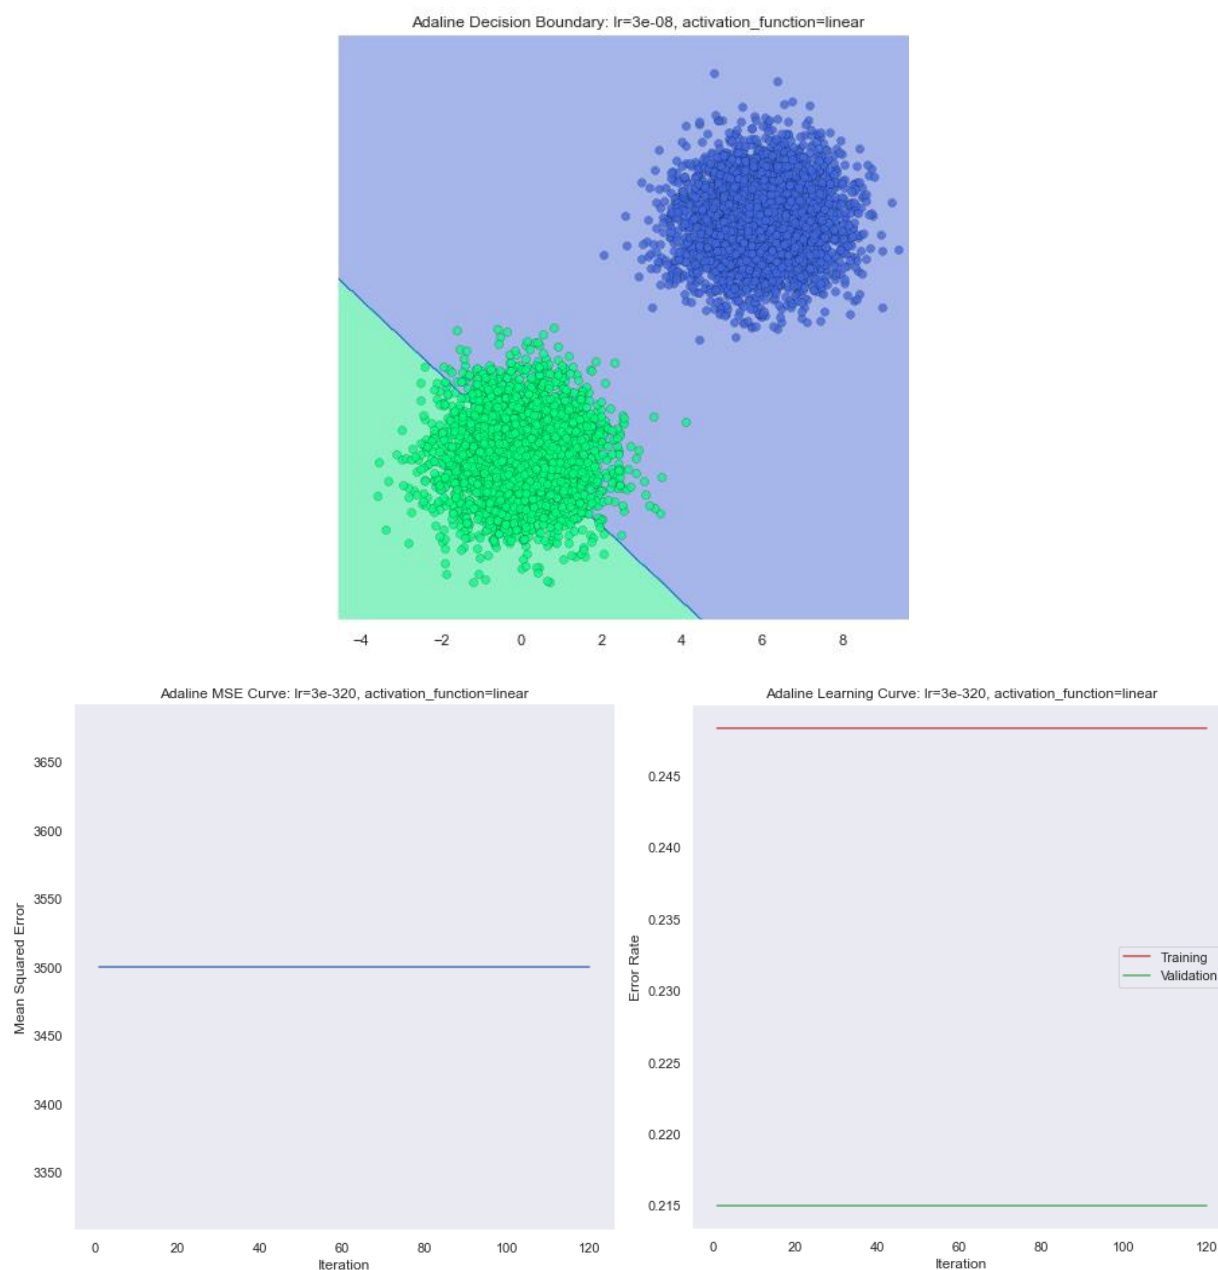 Adaline Decision Boundary: lr=3e-08, activation_function=linear
−4 −2 0 2 4 6 8
Adaline MSE Curve: lr=3e-320, activation_function=linear
3650
3600
3550
3500
3450
3400
3350
Mean Squared Error
0 20 40 60 80 100 120
Iteration
Adaline Learning Curve: lr=3e-320, activation_function=linear
0.245
0.240
0.235
0.230
0.225
0.220
0.215
Error Rate
Training
Validation
0 20 40 60 80 100 120
Iteration